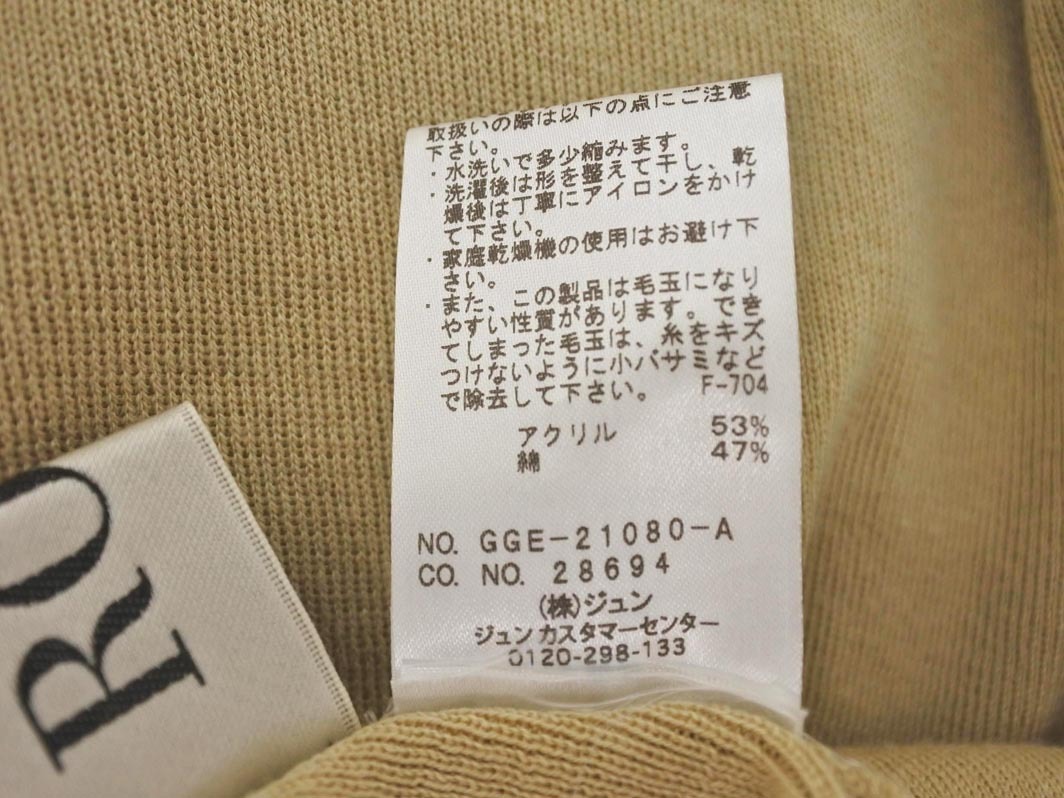 取扱いの際は以下の点にご注意
下さい。
・水洗いで多少縮みます。
・洗濯後は形を整えて干し、乾
燥後は丁寧にアイロンをかけ
て下さい。
・家庭乾燥機の使用はお避け下
さい。
・また、この製品は毛玉になり
やすい性質があります。でき
てしまった毛玉は、糸をキズ
つけないように小バサミなど
で除去して下さい。 F-704
アクリル 53%
綿 47%
NO. GGE-21080-A
CO. NO. 28694
(株)ジュン
ジュンカスタマーセンター
0120-298-133
RO